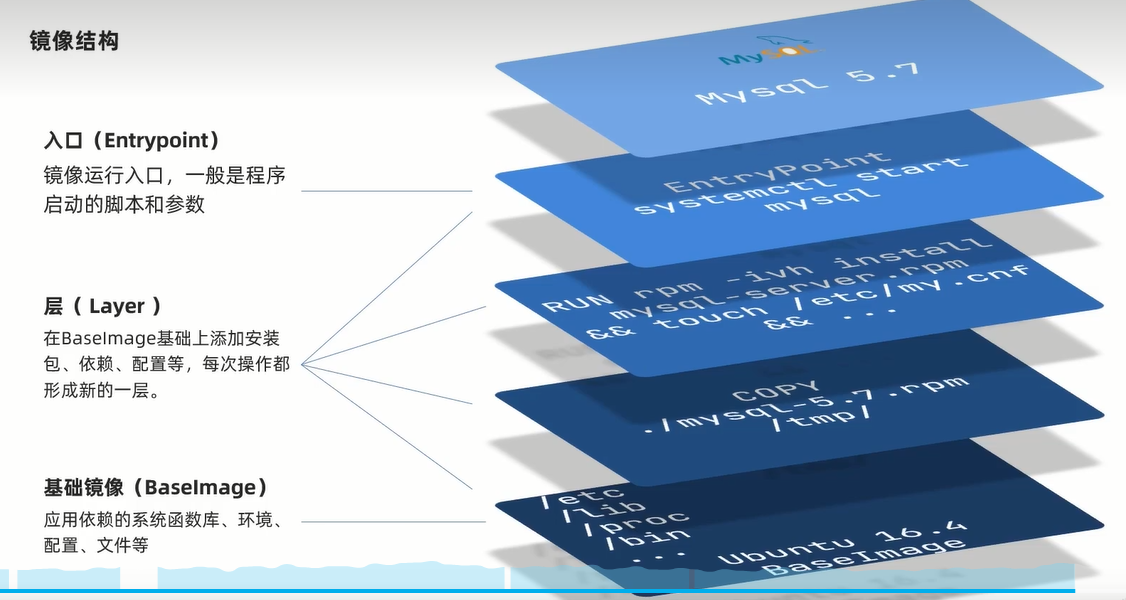 镜像结构
入口（Entrypoint）
镜像运行入口，一般是程序
启动的脚本和参数
层（ Layer ）
在BaseImage基础上添加安装
包、依赖、配置等，每次操作都
形成新的一层。
基础镜像（BaseImage）
应用依赖的系统函数库、环境、
配置、文件等
MySQL
Mysql 5.7
EntryPoint
systemctl start
mysql
RUN rpm -ivh install
mysql-server.rpm
&& touch /etc/my.cnf
&& ...
COPY
./mysql-5.7.rpm
/tmp/
/etc
/lib
/proc
/bin
...
Ubuntu 16.4
BaseImage